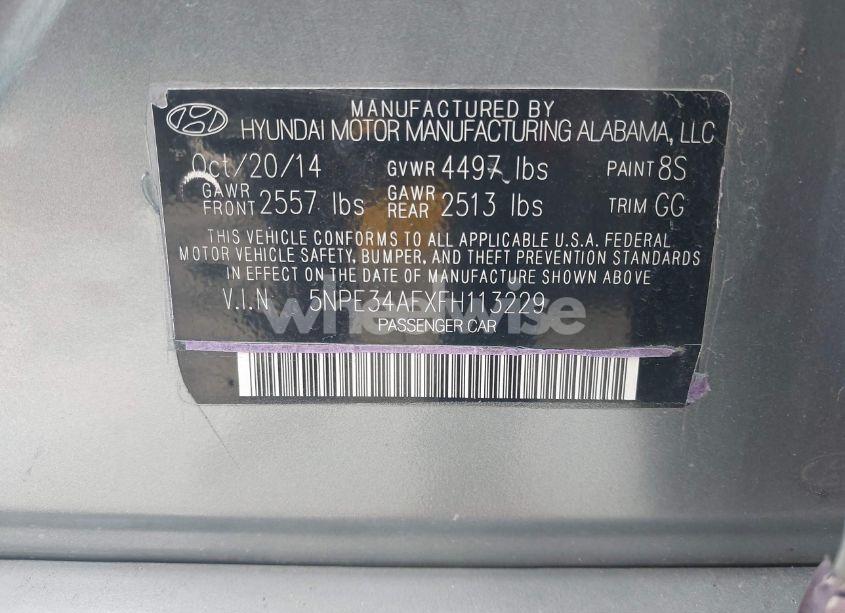 MANUFACTURED BY
HYUNDAI MOTOR MANUFACTURING ALABAMA, LLC
Oct/20/14 GVWR 4497 lbs PAINT 8S
GAWR FRONT 2557 lbs GAWR REAR 2513 lbs TRIM GG
THIS VEHICLE CONFORMS TO ALL APPLICABLE U.S.A. FEDERAL
MOTOR VEHICLE SAFETY, BUMPER, AND THEFT PREVENTION STANDARDS
IN EFFECT ON THE DATE OF MANUFACTURE SHOWN ABOVE
V.I.N 5NPE34AFXFH113229
wheelwise
PASSENGER CAR